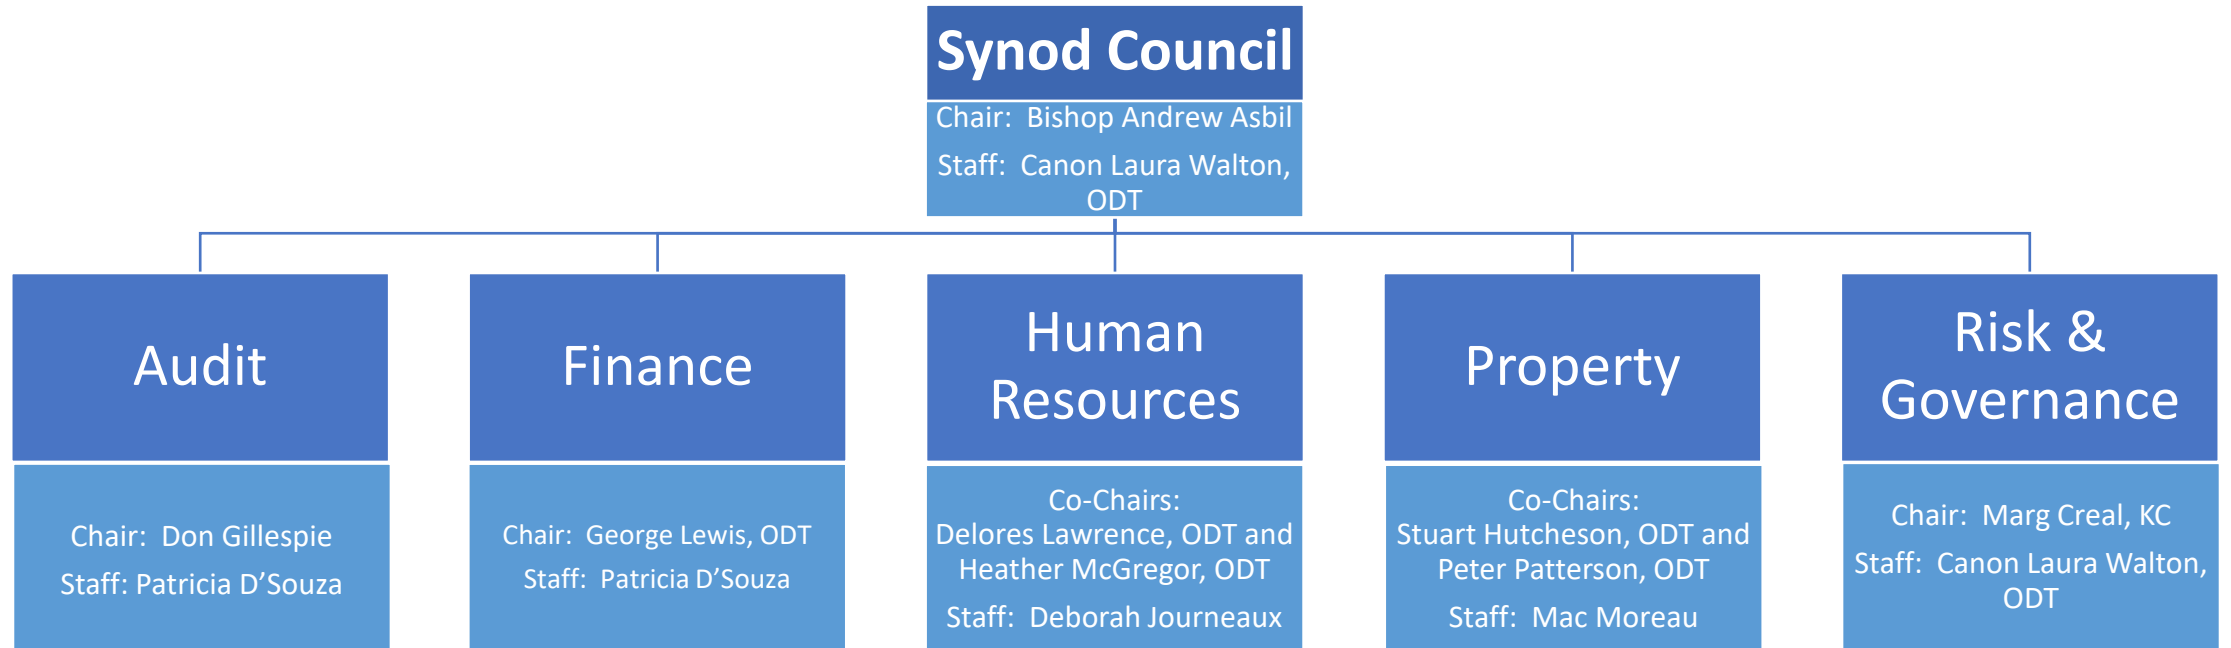 Synod Council
Chair:  Bishop Andrew Asbil
Staff:  Canon Laura Walton,
ODT
Audit
Chair:  Don Gillespie
Staff: Patricia D’Souza
Finance
Chair:  George Lewis, ODT
Staff:  Patricia D’Souza
Human
Resources
Co-Chairs:
Delores Lawrence, ODT and
Heather McGregor, ODT
Staff:  Deborah Journeaux
Property
Co-Chairs:
Stuart Hutcheson, ODT and
Peter Patterson, ODT
Staff:  Mac Moreau
Risk &
Governance
Chair:  Marg Creal, KC
Staff:  Canon Laura Walton,
ODT